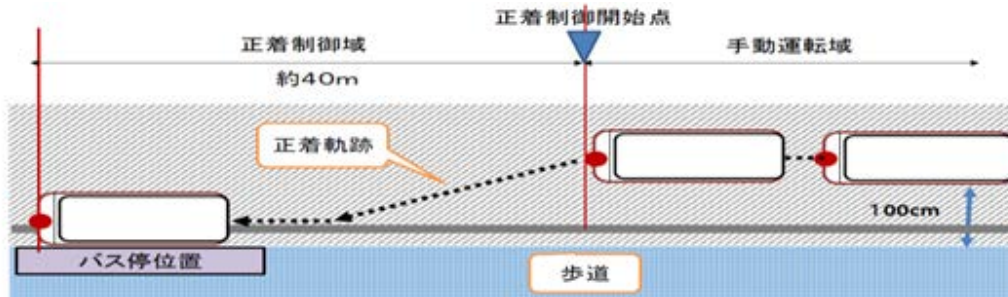 正着制御開始点
正着制御域
手動運転域
約40m
正着軌跡
100cm
バス停位置
歩道